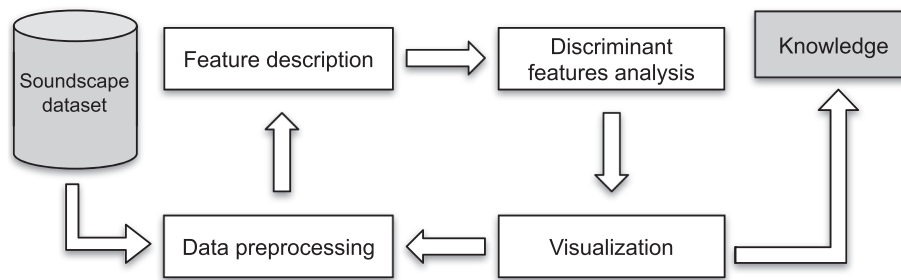 Soundscape
dataset
Feature description
Discriminant
features analysis
Knowledge
Data preprocessing
Visualization